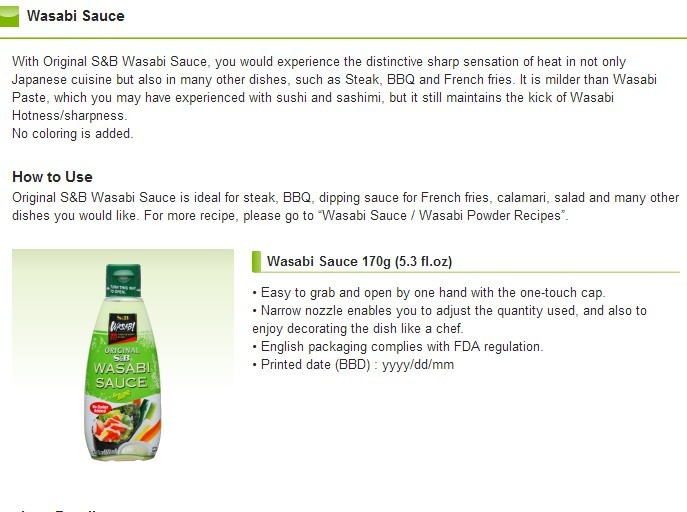 Wasabi Sauce
With Original S&B Wasabi Sauce, you would experience the distinctive sharp sensation of heat in not only
Japanese cuisine but also in many other dishes, such as Steak, BBQ and French fries. It is milder than Wasabi
Paste, which you may have experienced with sushi and sashimi, but it still maintains the kick of Wasabi
Hotness/sharpness.
No coloring is added.
How to Use
Original S&B Wasabi Sauce is ideal for steak, BBQ, dipping sauce for French fries, calamari, salad and many other
dishes you would like. For more recipe, please go to “Wasabi Sauce / Wasabi Powder Recipes”.
TURN THIS WAY
TO OPEN.
S&B
WASABI
ORIGINAL
S&B
WASABI
SAUCE
No Color
Added
Wasabi Sauce 170g (5.3 fl.oz)
• Easy to grab and open by one hand with the one-touch cap.
• Narrow nozzle enables you to adjust the quantity used, and also to
enjoy decorating the dish like a chef.
• English packaging complies with FDA regulation.
• Printed date (BBD) : yyyy/dd/mm